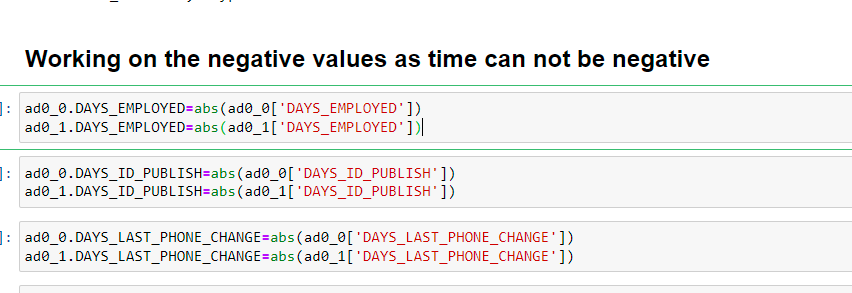 Working on the negative values as time can not be negative
]: ad0_0.DAYS_EMPLOYED=abs(ad0_0['DAYS_EMPLOYED'])
ad0_1.DAYS_EMPLOYED=abs(ad0_1['DAYS_EMPLOYED'])
]: ad0_0.DAYS_ID_PUBLISH=abs(ad0_0['DAYS_ID_PUBLISH'])
ad0_1.DAYS_ID_PUBLISH=abs(ad0_1['DAYS_ID_PUBLISH'])
]: ad0_0.DAYS_LAST_PHONE_CHANGE=abs(ad0_0['DAYS_LAST_PHONE_CHANGE'])
ad0_1.DAYS_LAST_PHONE_CHANGE=abs(ad0_1['DAYS_LAST_PHONE_CHANGE'])